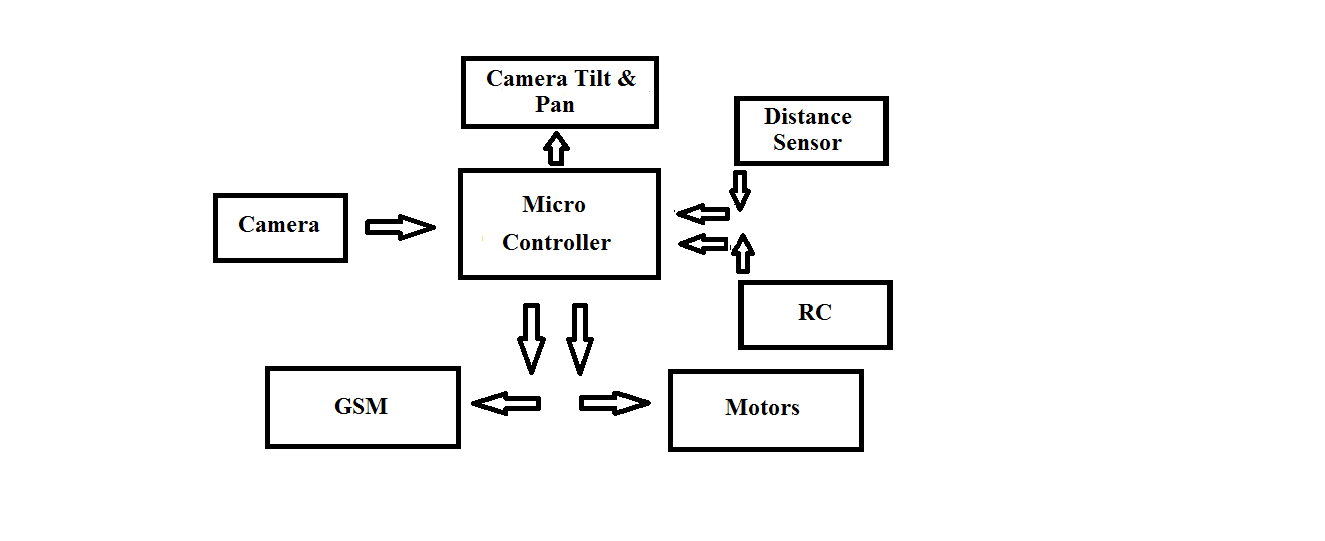 Camera Tilt &
Pan
Distance
Sensor
Micro
Controller
Camera
RC
GSM
Motors